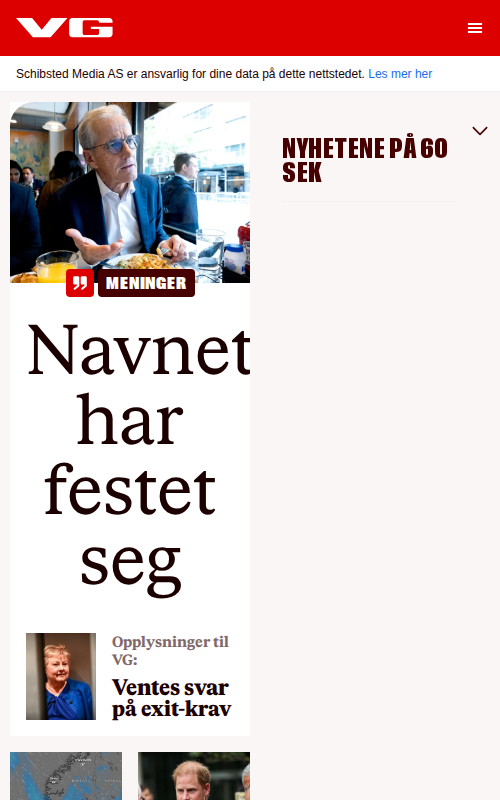 VG
Schibsted Media AS er ansvarlig for dine data på dette nettstedet. Les mer her
NYHETENE PÅ 60
SEK
MENINGER
Navnet
har
festet
seg
Opplysninger til
VG:
Ventes svar
på exit-krav